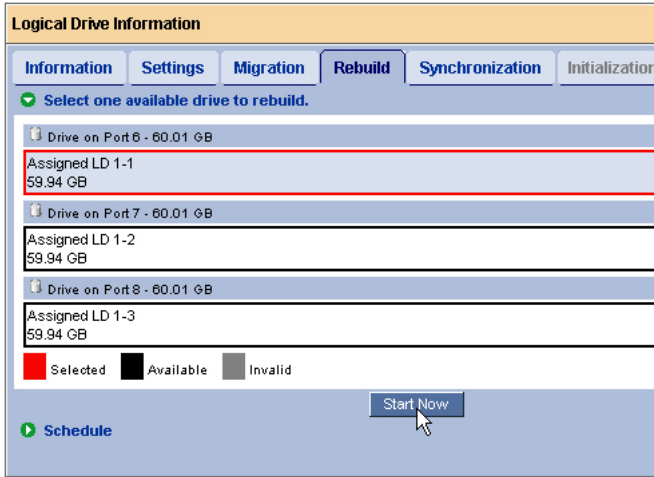 Logical Drive Information
Information Settings Migration Rebuild Synchronization Initialization
Select one available drive to rebuild.
Drive on Port 6 - 60.01 GB
Assigned LD 1-1
59.94 GB
Drive on Port 7 - 60.01 GB
Assigned LD 1-2
59.94 GB
Drive on Port 8 - 60.01 GB
Assigned LD 1-3
59.94 GB
Selected Available Invalid
Start Now
Schedule